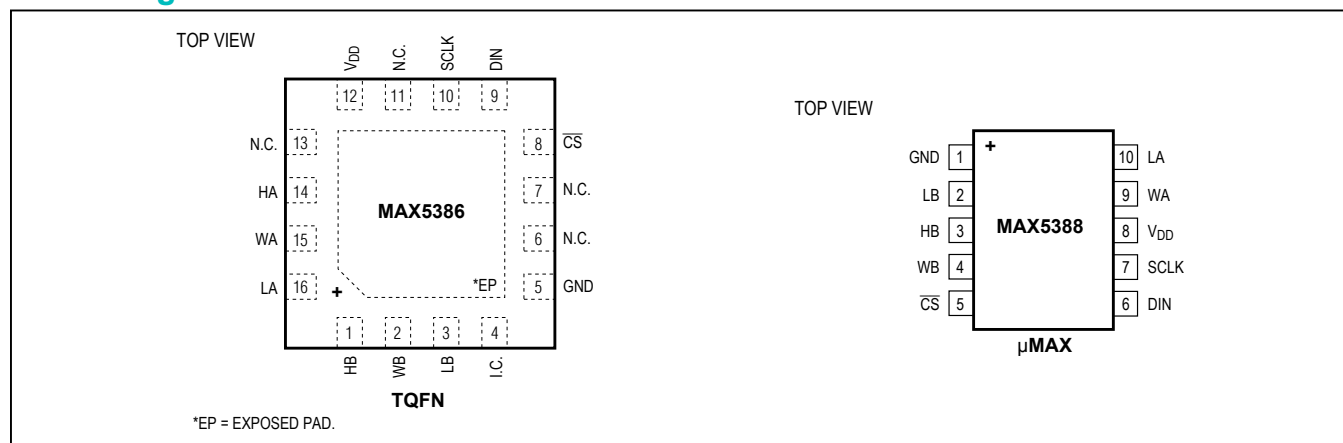 TOP VIEW
VDD
N.C.
SCLK
DIN
12
11
10
9
N.C. 13
HA 14
WA 15
LA 16
8 CS
7 N.C.
6 N.C.
5 GND
MAX5386
*EP
+
1
2
3
4
HB
WB
LB
I.C.
TQFN
*EP = EXPOSED PAD.
TOP VIEW
+
GND 1
LB 2
HB 3
WB 4
CS 5
MAX5388
10 LA
9 WA
8 VDD
7 SCLK
6 DIN
µMAX